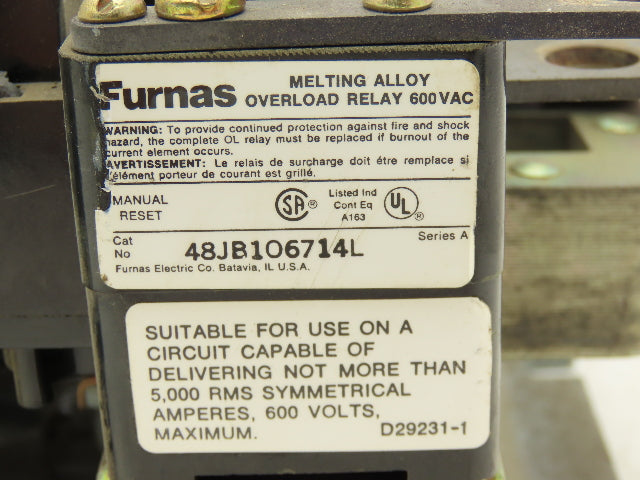 Furnas MELTING ALLOY
OVERLOAD RELAY 600VAC
WARNING: To provide continued protection against fire and shock
hazard, the complete OL relay must be replaced if burnout of the
current element occurs.
AVERTISSEMENT: Le relais de surcharge doit être remplace si
l'élément porteur de courant est grillé.
MANUAL
RESET
SA ®
Listed Ind
Cont Eq
A163
UL ®
Cat
No 48JB106714L Series A
Furnas Electric Co. Batavia, IL U.S.A.
SUITABLE FOR USE ON A
CIRCUIT CAPABLE OF
DELIVERING NOT MORE THAN
5,000 RMS SYMMETRICAL
AMPERES, 600 VOLTS,
MAXIMUM. D29231-1